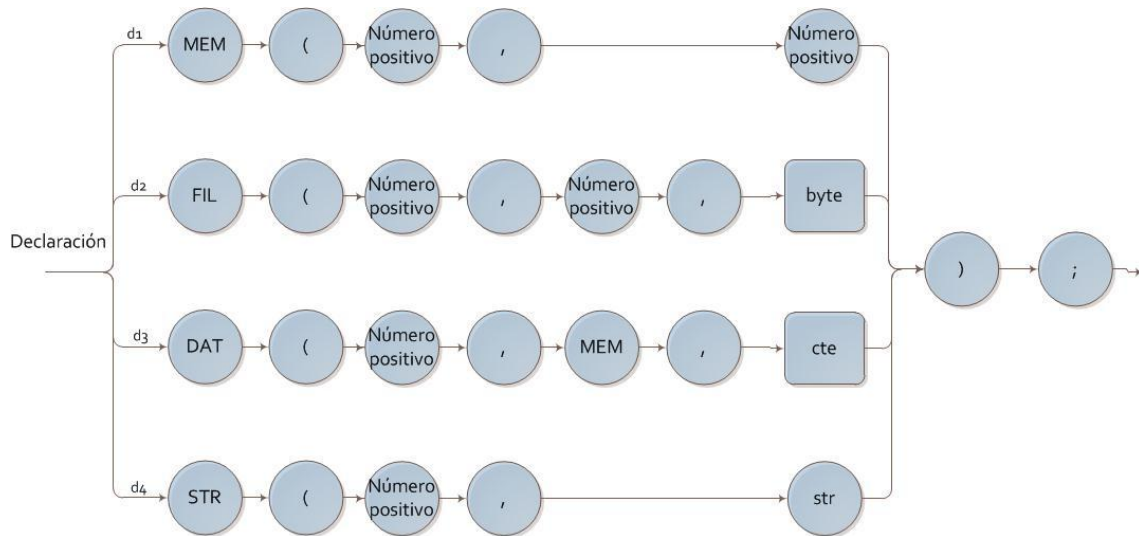 d1
MEM
(
Número
positivo
,
Número
positivo
d2
FIL
(
Número
positivo
,
Número
positivo
,
byte
Declaración
)
;
d3
DAT
(
Número
positivo
,
MEM
,
cte
d4
STR
(
Número
positivo
,
str